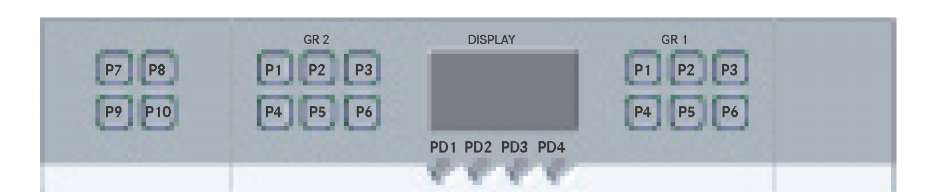 GR 2 DISPLAY GR 1
P7 P8 P1 P2 P3 P1 P2 P3
P9 P10 P4 P5 P6 P4 P5 P6
PD1 PD2 PD3 PD4